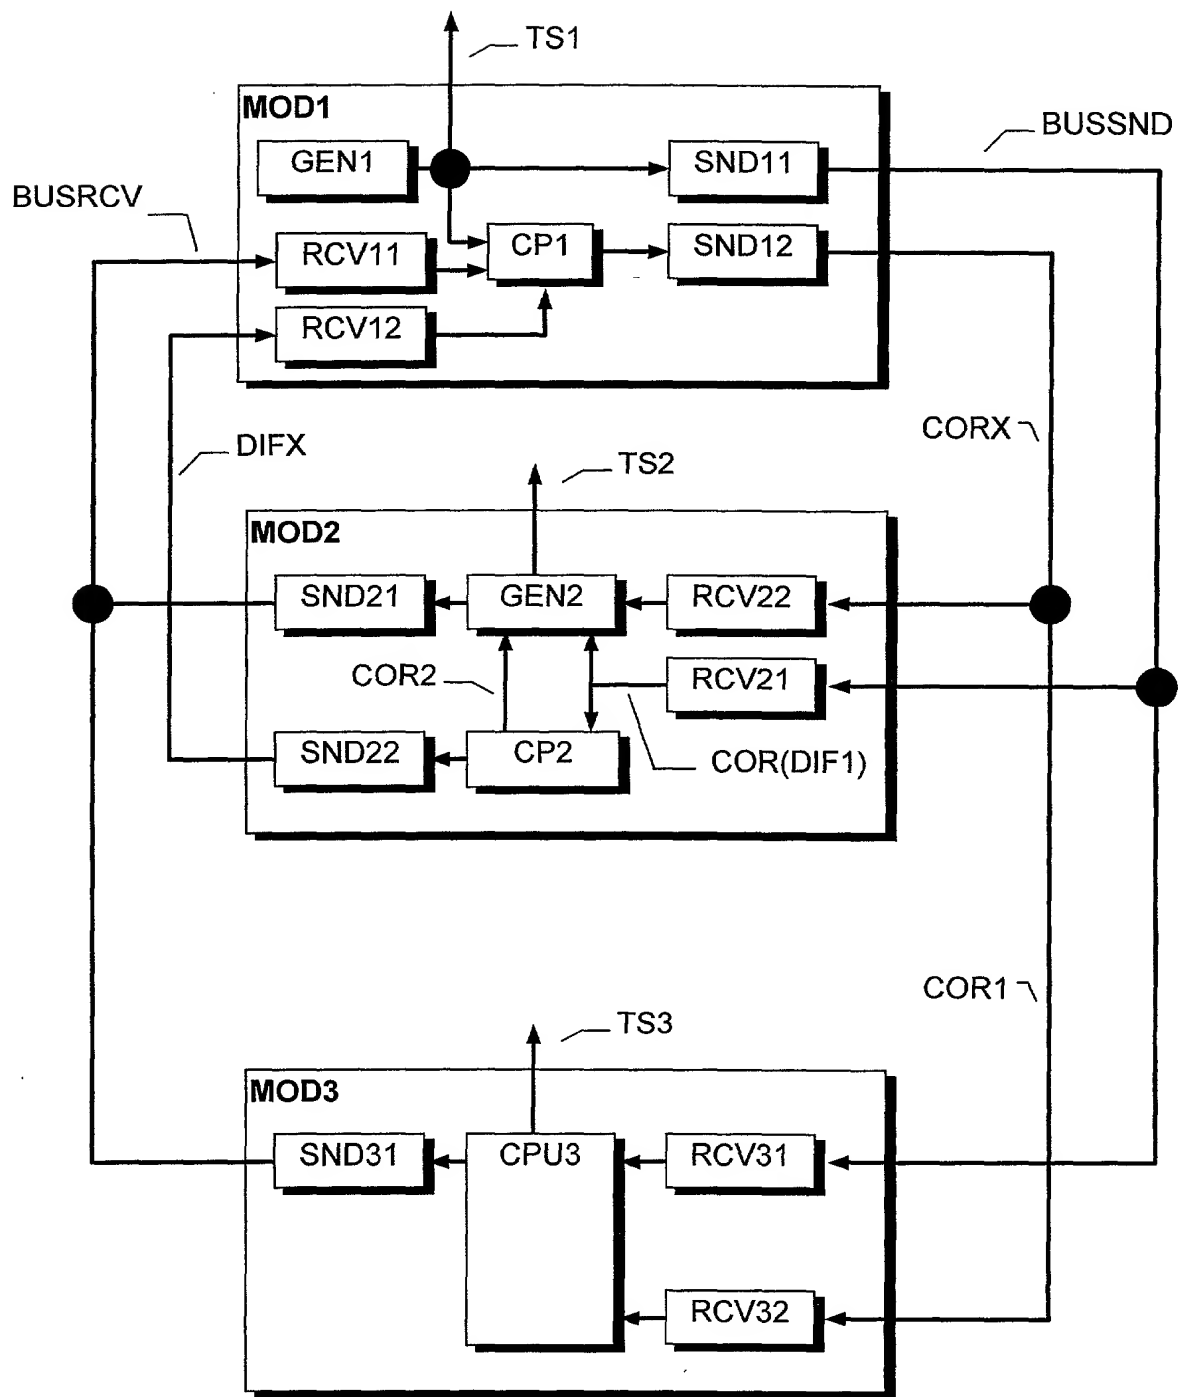 TS1
MOD1
BUSSND
GEN1
SND11
BUSRCV
RCV11
CP1
SND12
RCV12
CORX
DIFX
TS2
MOD2
SND21
GEN2
RCV22
COR2
RCV21
SND22
CP2
COR(DIF1)
COR1
TS3
MOD3
SND31
CPU3
RCV31
RCV32